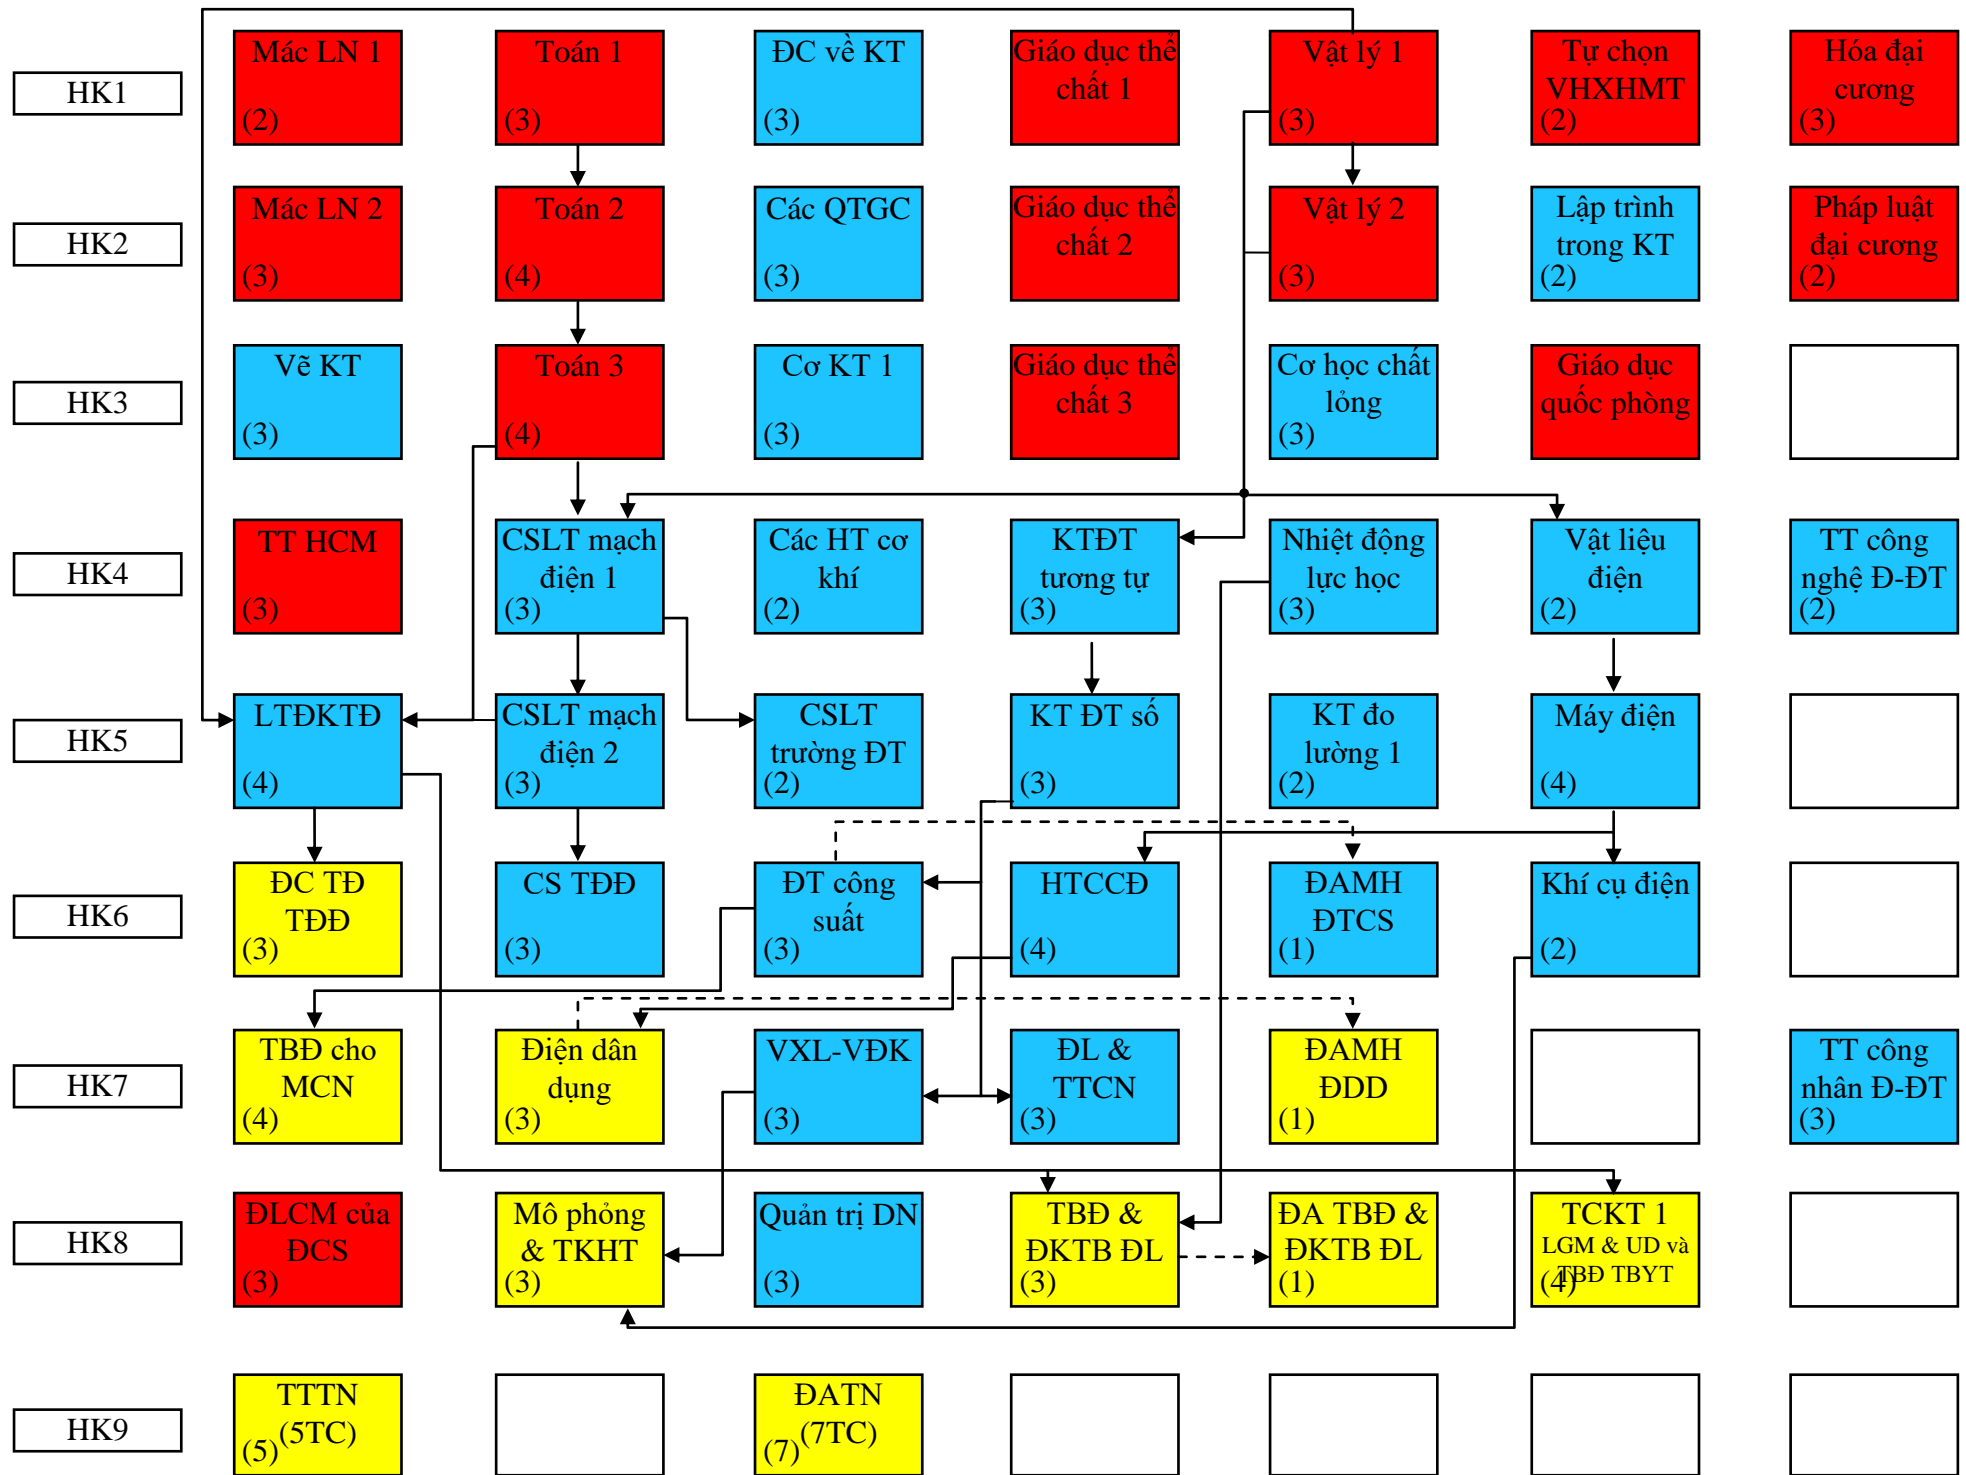 HK1
Mác LN 1
(2)
Toán 1
(3)
ĐC về KT
(3)
Giáo dục thể
chất 1
Vật lý 1
(3)
Tự chọn
VHXHMT
(2)
Hóa đại
cương
(3)
HK2
Mác LN 2
(3)
Toán 2
(4)
Các QTGC
(3)
Giáo dục thể
chất 2
Vật lý 2
(3)
Lập trình
trong KT
(2)
Pháp luật
đại cương
(2)
HK3
Vẽ KT
(3)
Toán 3
(4)
Cơ KT 1
(3)
Giáo dục thể
chất 3
Cơ học chất
lỏng
(3)
Giáo dục
quốc phòng
HK4
TT HCM
(3)
CSLT mạch
điện 1
(3)
Các HT cơ
khí
(2)
KTĐT
tương tự
(3)
Nhiệt động
lực học
(3)
Vật liệu
điện
(2)
TT công
nghệ Đ-ĐT
(2)
HK5
LTĐKTĐ
(4)
CSLT mạch
điện 2
(3)
CSLT
trường ĐT
(2)
KT ĐT số
(3)
KT đo
lường 1
(2)
Máy điện
(4)
HK6
ĐC TĐ
TĐĐ
(3)
CS TĐĐ
(3)
ĐT công
suất
(3)
HTCCĐ
(4)
ĐAMH
ĐTCS
(1)
Khí cụ điện
(2)
HK7
TBĐ cho
MCN
(4)
Điện dân
dụng
(3)
VXL-VĐK
(3)
ĐL &
TTCN
(3)
ĐAMH
ĐDD
(1)
TT công
nhân Đ-ĐT
(3)
HK8
ĐLCM của
ĐCS
(3)
Mô phỏng
& TKHT
(3)
Quản trị DN
(3)
TBĐ &
ĐKTB ĐL
(3)
ĐA TBĐ &
ĐKTB ĐL
(1)
TCKT 1
LGM & UD và
TBĐ TBYT
(4)
HK9
TTTN
(5TC)
(5)
ĐATN
(7TC)
(7)